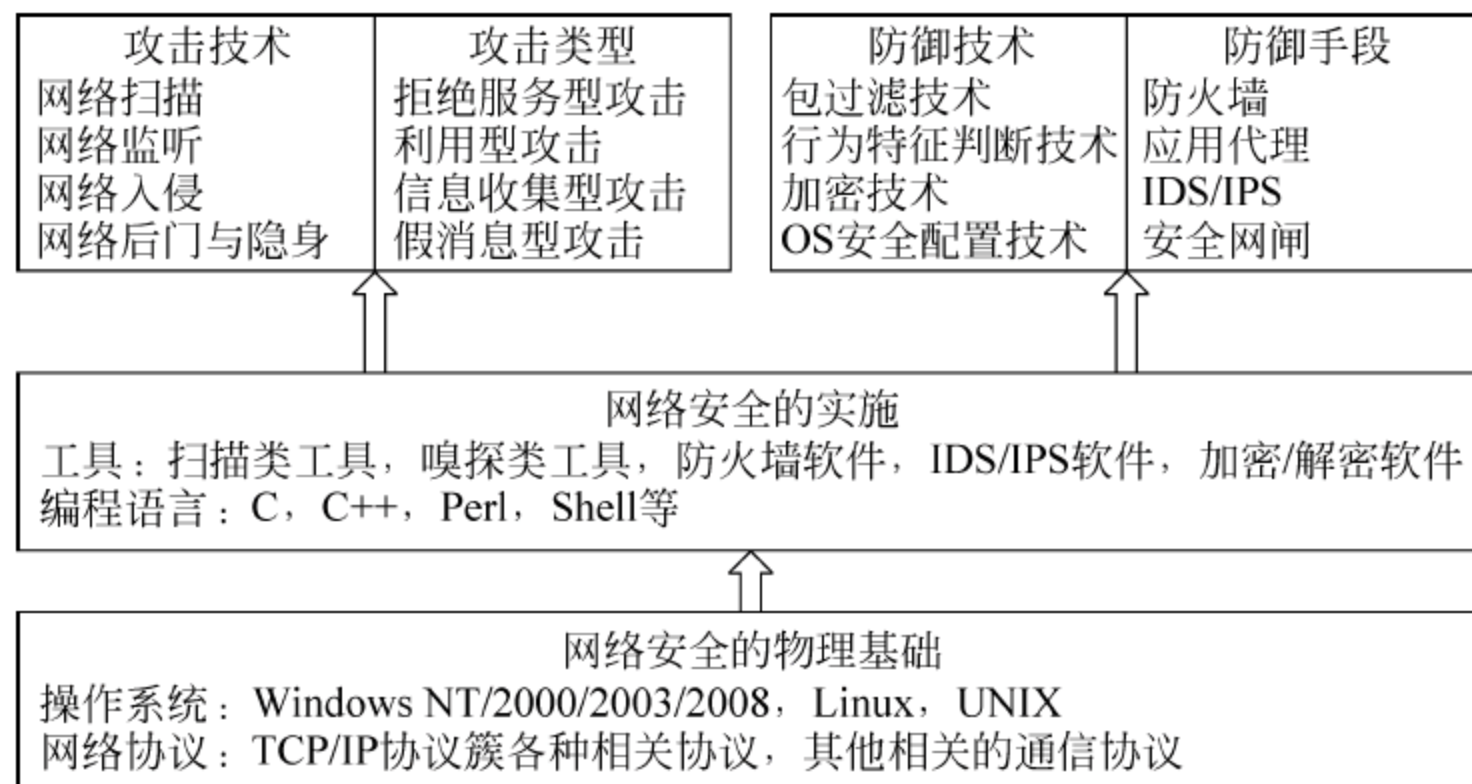 攻击技术
网络扫描
网络监听
网络入侵
网络后门与隐身
攻击类型
拒绝服务型攻击
利用型攻击
信息收集型攻击
假消息型攻击
防御技术
包过滤技术
行为特征判断技术
加密技术
OS安全配置技术
防御手段
防火墙
应用代理
IDS/IPS
安全网闸
网络安全的实施
工具：扫描类工具，嗅探类工具，防火墙软件，IDS/IPS软件，加密/解密软件
编程语言：C，C++，Perl，Shell等
网络安全的物理基础
操作系统：Windows NT/2000/2003/2008，Linux，UNIX
网络协议：TCP/IP协议簇各种相关协议，其他相关的通信协议